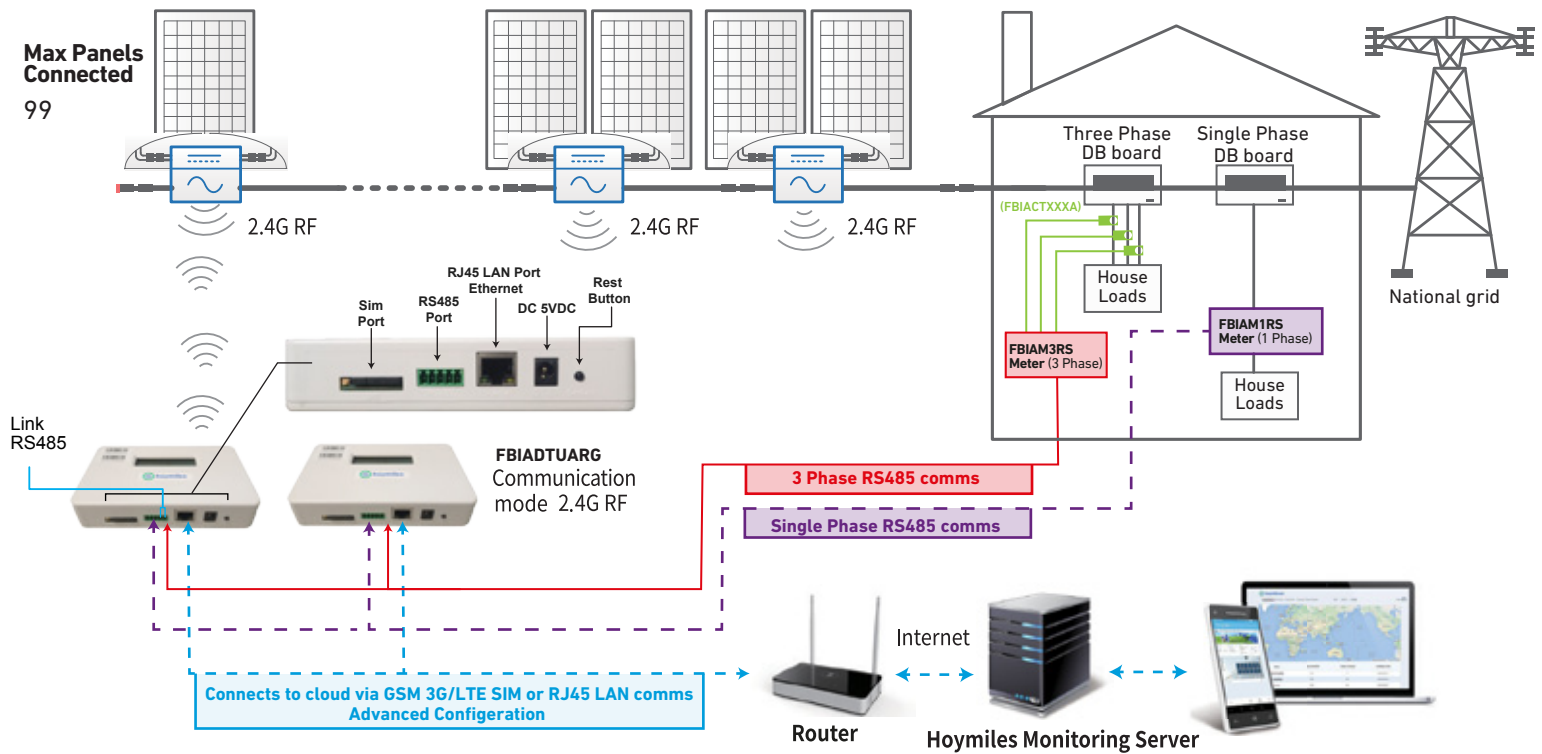 Max Panels
Connected
99
2.4G RF
2.4G RF
2.4G RF
Three Phase
DB board
Single Phase
DB board
(FBIACTXXXA)
House
Loads
FBIAM3RS
Meter (3 Phase)
FBIAM1RS
Meter (1 Phase)
House
Loads
National grid
Sim
Port
RS485
Port
RJ45 LAN Port
Ethernet
DC 5VDC
Rest
Button
Link
RS485
FBIADTUARG
Communication
mode 2.4G RF
3 Phase RS485 comms
Single Phase RS485 comms
Connects to cloud via GSM 3G/LTE SIM or RJ45 LAN comms
Advanced Configeration
Internet
Router
Hoymiles Monitoring Server